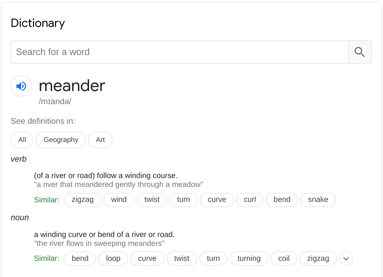 Dictionary
Search for a word
meander
/mɪˈandə/
See definitions in:
All Geography Art
verb
(of a river or road) follow a winding course.
"a river that meandered gently through a meadow"
Similar: zigzag wind twist turn curve curl bend snake
noun
a winding curve or bend of a river or road.
"the river flows in sweeping meanders"
Similar: bend loop curve twist turn turning coil zigzag